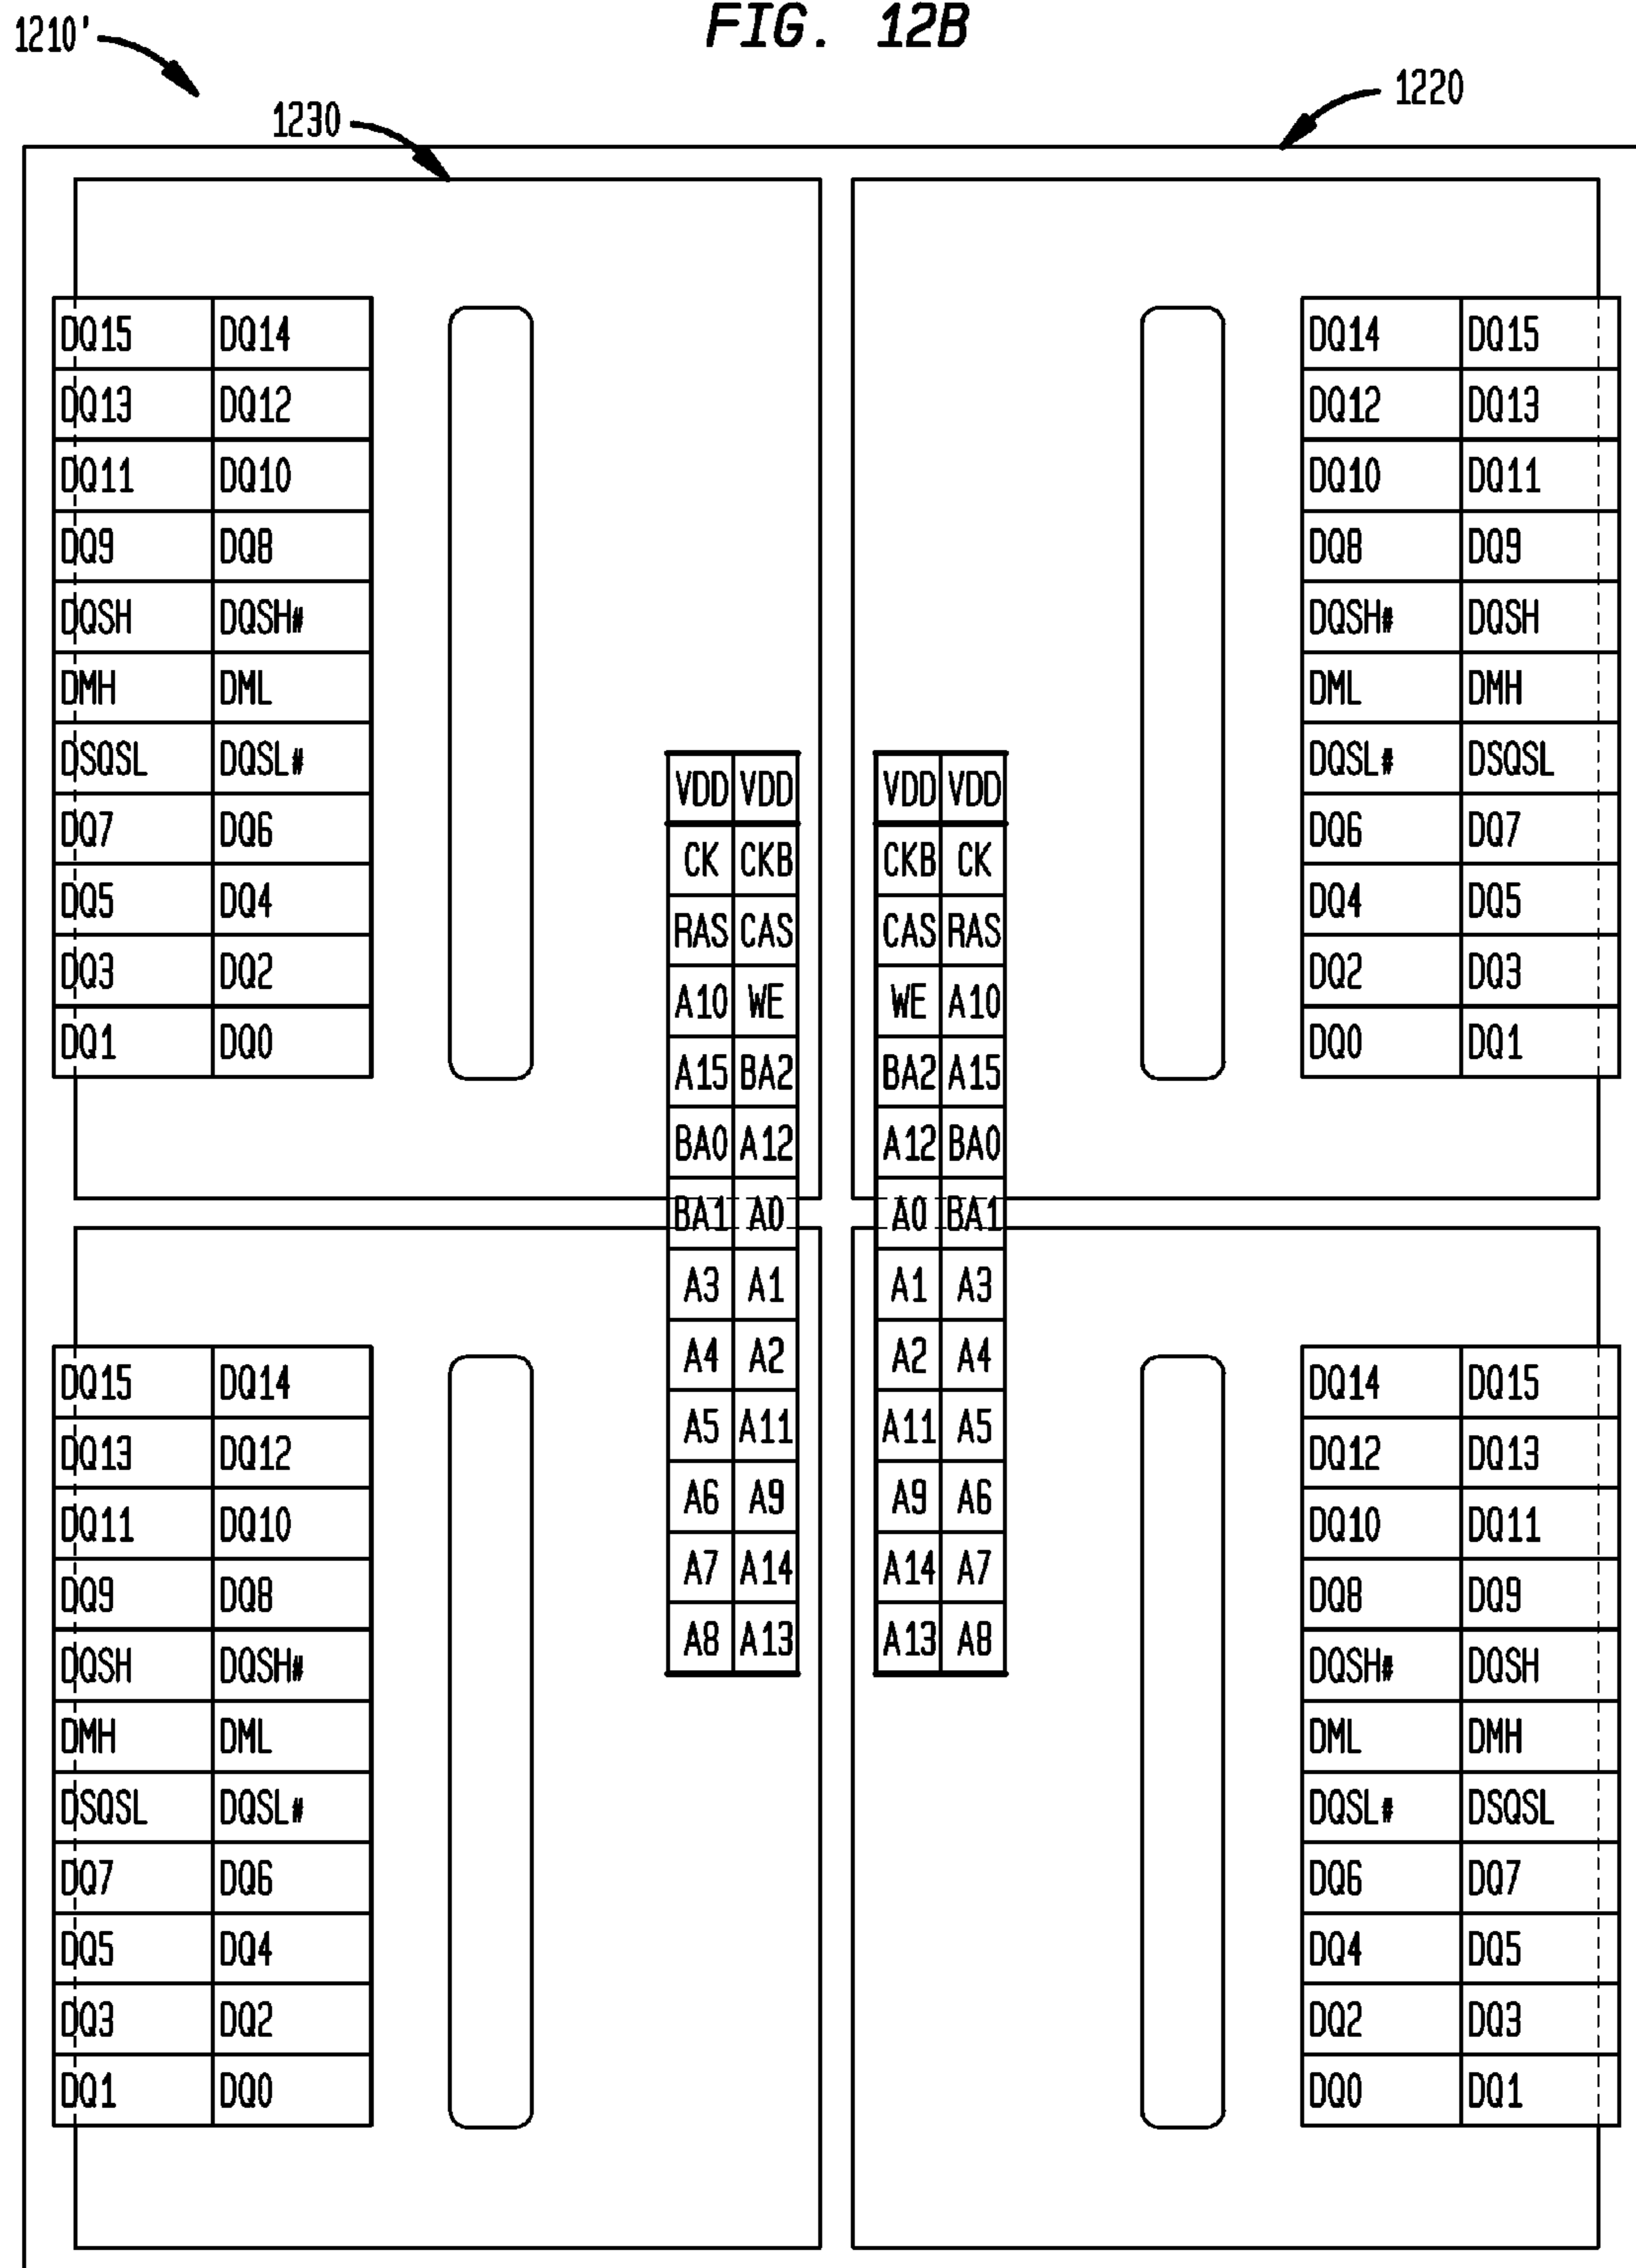 FIG. 12B
1210'
1220
1230
DQ15 DQ14 DQ14 DQ15
DQ13 DQ12 DQ12 DQ13
DQ11 DQ10 DQ10 DQ11
DQ9 DQ8 DQ8 DQ9
DQSH DQSH# DQSH# DQSH
DMH DML DML DMH
DSQSL DQSL# DQSL# DSQSL
VDD VDD VDD VDD
DQ7 DQ6 DQ6 DQ7
CK CKB CKB CK
DQ5 DQ4 DQ4 DQ5
RAS CAS CAS RAS
DQ3 DQ2 DQ2 DQ3
A10 WE WE A10
DQ1 DQ0 DQ0 DQ1
A15 BA2 BA2 A15
BA0 A12 A12 BA0
BA1 A0 A0 BA1
A3 A1 A1 A3
A4 A2 A2 A4
DQ15 DQ14 DQ14 DQ15
A5 A11 A11 A5
DQ13 DQ12 DQ12 DQ13
A6 A9 A9 A6
DQ11 DQ10 DQ10 DQ11
A7 A14 A14 A7
DQ9 DQ8 DQ8 DQ9
A8 A13 A13 A8
DQSH DQSH# DQSH# DQSH
DMH DML DML DMH
DSQSL DQSL# DQSL# DSQSL
DQ7 DQ6 DQ6 DQ7
DQ5 DQ4 DQ4 DQ5
DQ3 DQ2 DQ2 DQ3
DQ1 DQ0 DQ0 DQ1